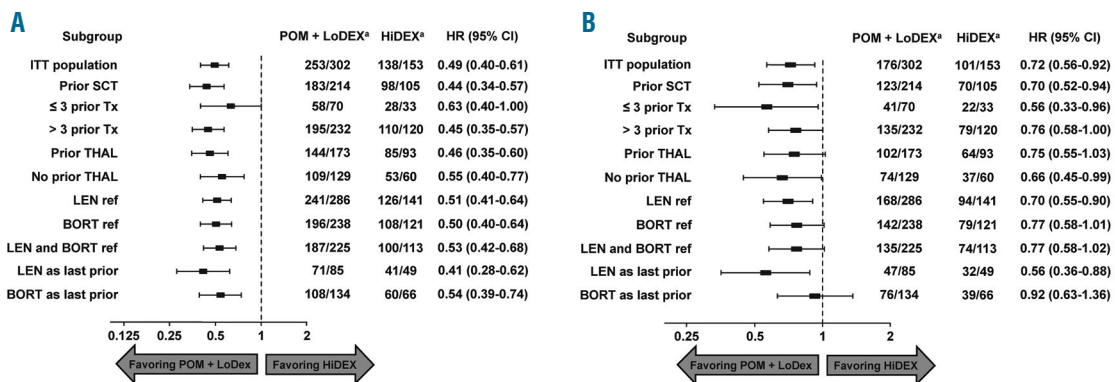 A
Subgroup POM + LoDEXa HiDEXa HR (95% CI)
ITT population 253/302 138/153 0.49 (0.40-0.61)
Prior SCT 183/214 98/105 0.44 (0.34-0.57)
≤ 3 prior Tx 58/70 28/33 0.63 (0.40-1.00)
> 3 prior Tx 195/232 110/120 0.45 (0.35-0.57)
Prior THAL 144/173 85/93 0.46 (0.35-0.60)
No prior THAL 109/129 53/60 0.55 (0.40-0.77)
LEN ref 241/286 126/141 0.51 (0.41-0.64)
BORT ref 196/238 108/121 0.50 (0.40-0.64)
LEN and BORT ref 187/225 100/113 0.53 (0.42-0.68)
LEN as last prior 71/85 41/49 0.41 (0.28-0.62)
BORT as last prior 108/134 60/66 0.54 (0.39-0.74)
0.125 0.25 0.5 1 2
Favoring POM + LoDex Favoring HiDEX
B
Subgroup POM + LoDEXa HiDEXa HR (95% CI)
ITT population 176/302 101/153 0.72 (0.56-0.92)
Prior SCT 123/214 70/105 0.70 (0.52-0.94)
≤ 3 prior Tx 41/70 22/33 0.56 (0.33-0.96)
> 3 prior Tx 135/232 79/120 0.76 (0.58-1.00)
Prior THAL 102/173 64/93 0.75 (0.55-1.03)
No prior THAL 74/129 37/60 0.66 (0.45-0.99)
LEN ref 168/286 94/141 0.70 (0.55-0.90)
BORT ref 142/238 79/121 0.77 (0.58-1.01)
LEN and BORT ref 135/225 74/113 0.77 (0.58-1.02)
LEN as last prior 47/85 32/49 0.56 (0.36-0.88)
BORT as last prior 76/134 39/66 0.92 (0.63-1.36)
0.25 0.5 1 2
Favoring POM + LoDex Favoring HiDEX